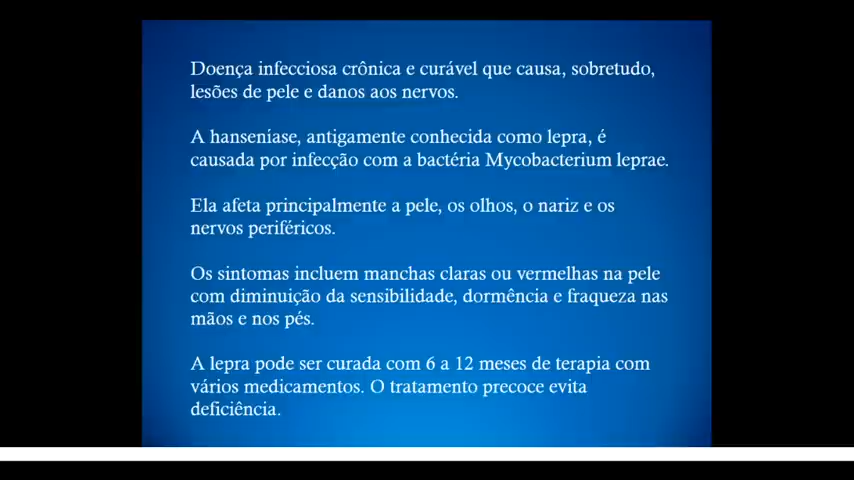 Doença infecciosa crônica e curável que causa, sobretudo,
lesões de pele e danos aos nervos.
A hanseníase, antigamente conhecida como lepra, é
causada por infecção com a bactéria Mycobacterium leprae.
Ela afeta principalmente a pele, os olhos, o nariz e os
nervos periféricos.
Os sintomas incluem manchas claras ou vermelhas na pele
com diminuição da sensibilidade, dormência e fraqueza nas
mãos e nos pés.
A lepra pode ser curada com 6 a 12 meses de terapia com
vários medicamentos. O tratamento precoce evita
deficiência.